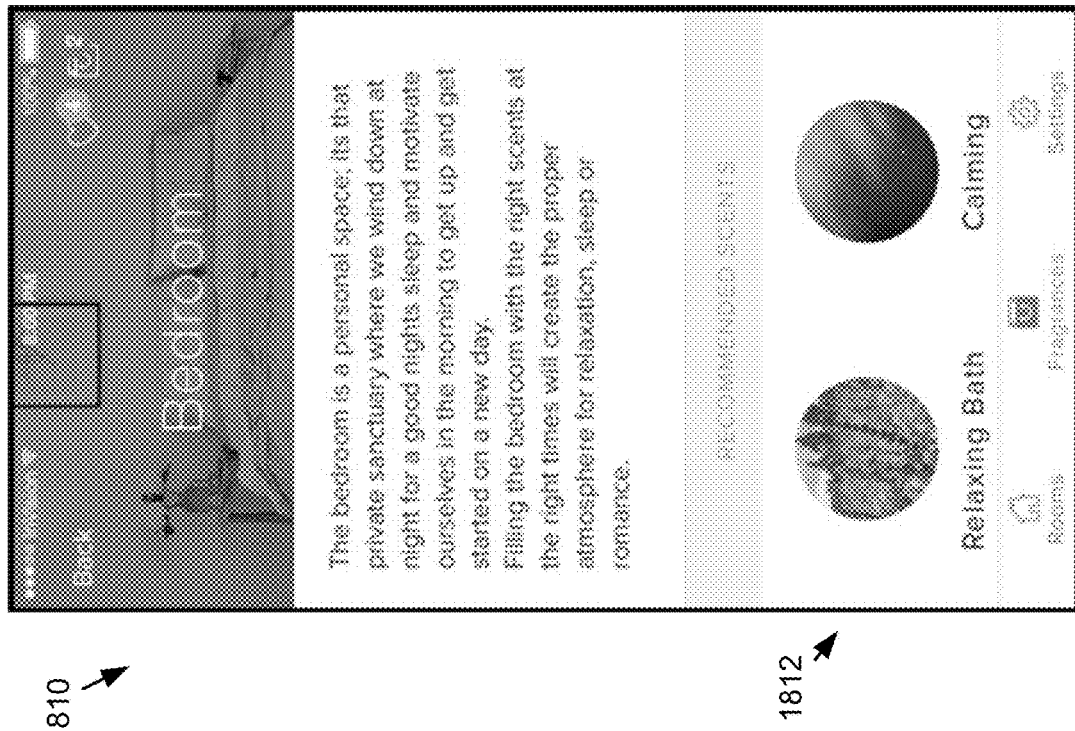 810
Back
Bedroom
The bedroom is a personal space; its that
private sanctuary where we wind down at
night for a good nights sleep and motivate
ourselves in the morning to get up and get
started on a new day.
Filling the bedroom with the right scents at
the right times will create the proper
atmosphere for relaxation, sleep or
romance.
RECOMMENDED SCENTS
1812
Relaxing Bath
Calming
Rooms
Fragrances
Settings